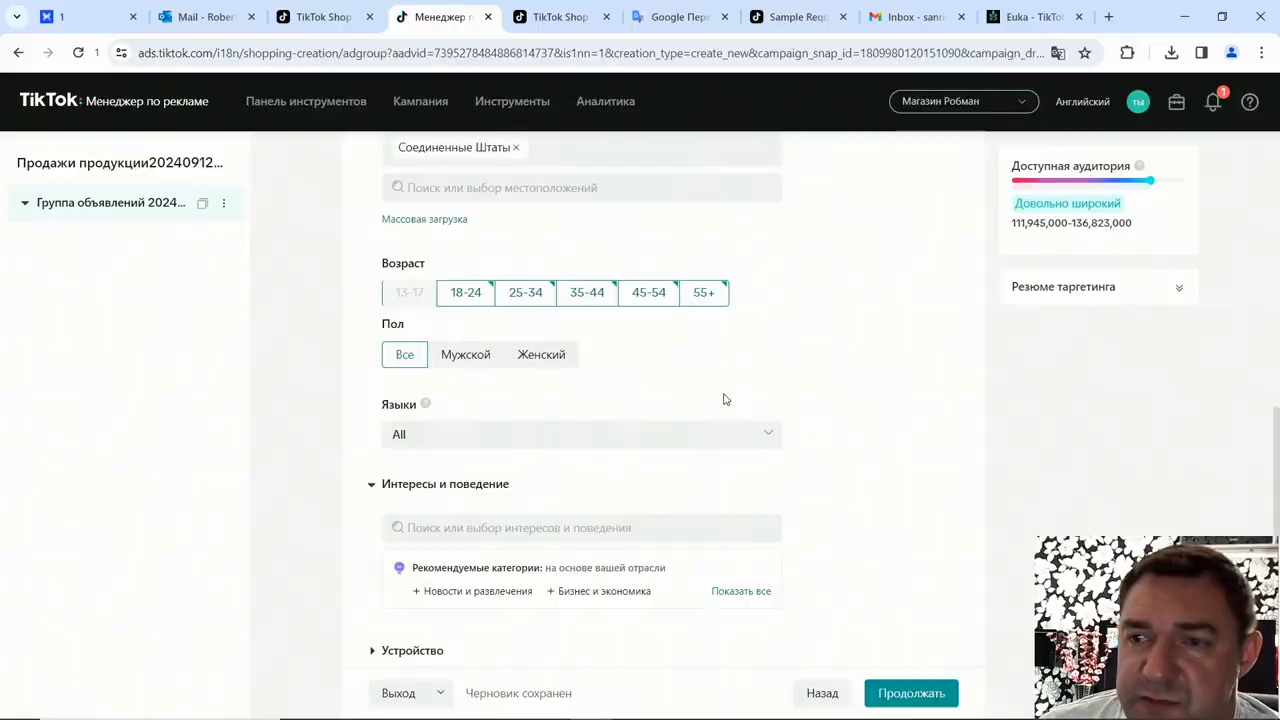 1
Mail - Rober
TikTok Shop
Менеджер п
TikTok Shop
Google Пере
Sample Requ
Inbox - sanri
Euka - TikTo
1
ads.tiktok.com/i18n/shopping-creation/adgroup?aadvid=7395278484886814737&is1nn=1&creation_type=create_new&campaign_snap_id=1809980120151090&campaign_dr...
TikTok: Менеджер по рекламе
Панель инструментов
Кампания
Инструменты
Аналитика
Магазин Робман
Английский
ТЫ
1
Продажи продукции20240912...
Группа объявлений 2024...
Соединенные Штаты ×
Поиск или выбор местоположений
Массовая загрузка
Возраст
13-17 18-24 25-34 35-44 45-54 55+
Пол
Все Мужской Женский
Языки
All
Интересы и поведение
Поиск или выбор интересов и поведения
Рекомендуемые категории: на основе вашей отрасли
+ Новости и развлечения + Бизнес и экономика Показать все
Устройство
Выход
Черновик сохранен
Назад
Продолжать
Доступная аудитория
Довольно широкий
111,945,000-136,823,000
Резюме таргетинга